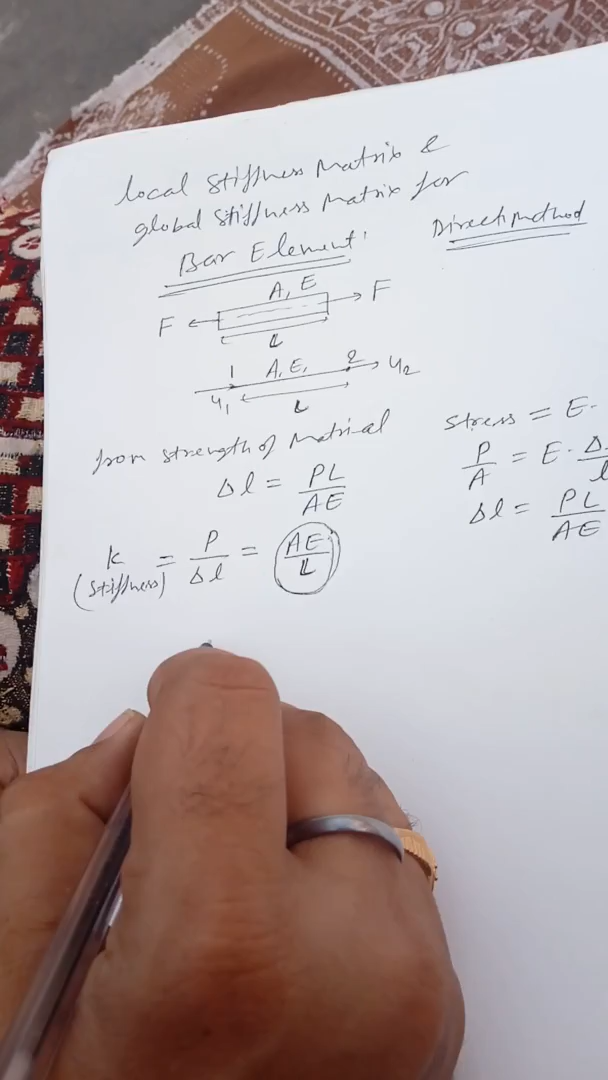 local Stiffness Matrix &
global Stiffness Matrix for
Bar Element
Direct Method
A, E
F F
L
1 A, E, 2 u2
u1 L
from strength of Matrial
Δl = PL/AE
k (Stiffness) = P/Δl = AE/L
Stress = E.
P/A = E. Δ
Δl = PL/AE